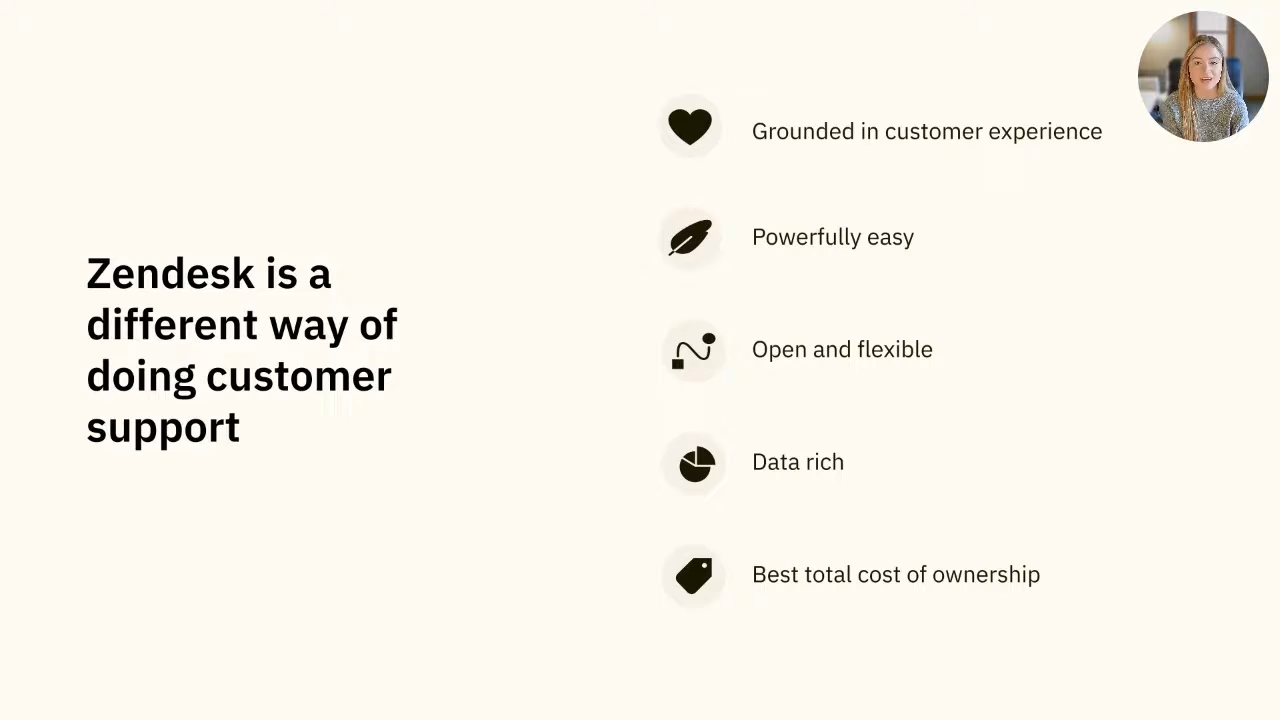 Zendesk is a
different way of
doing customer
support
Grounded in customer experience
Powerfully easy
Open and flexible
Data rich
Best total cost of ownership